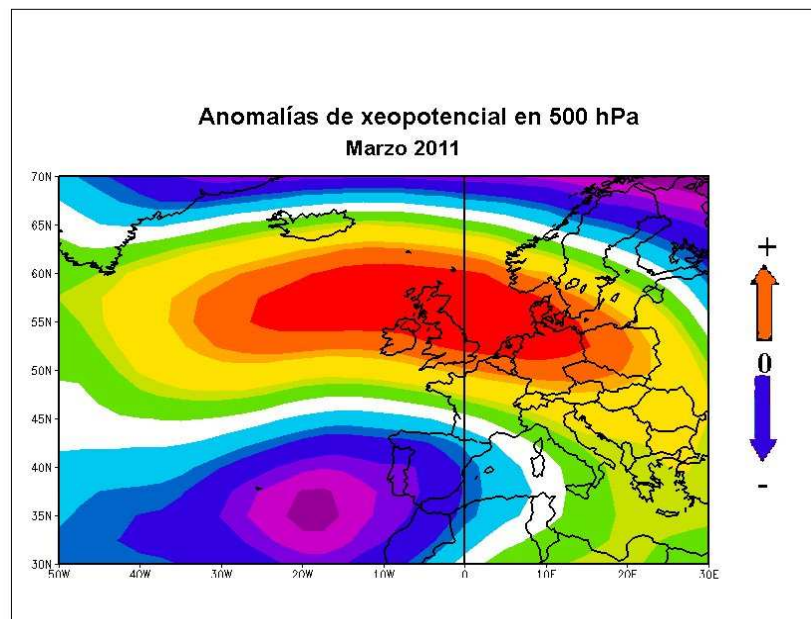 Anomalías de xeopotencial en 500 hPa
Marzo 2011
70N
65N
60N
55N
50N
45N
40N
35N
30N
50W
40W
30W
20W
10W
0
10E
20E
30E
+
0
-